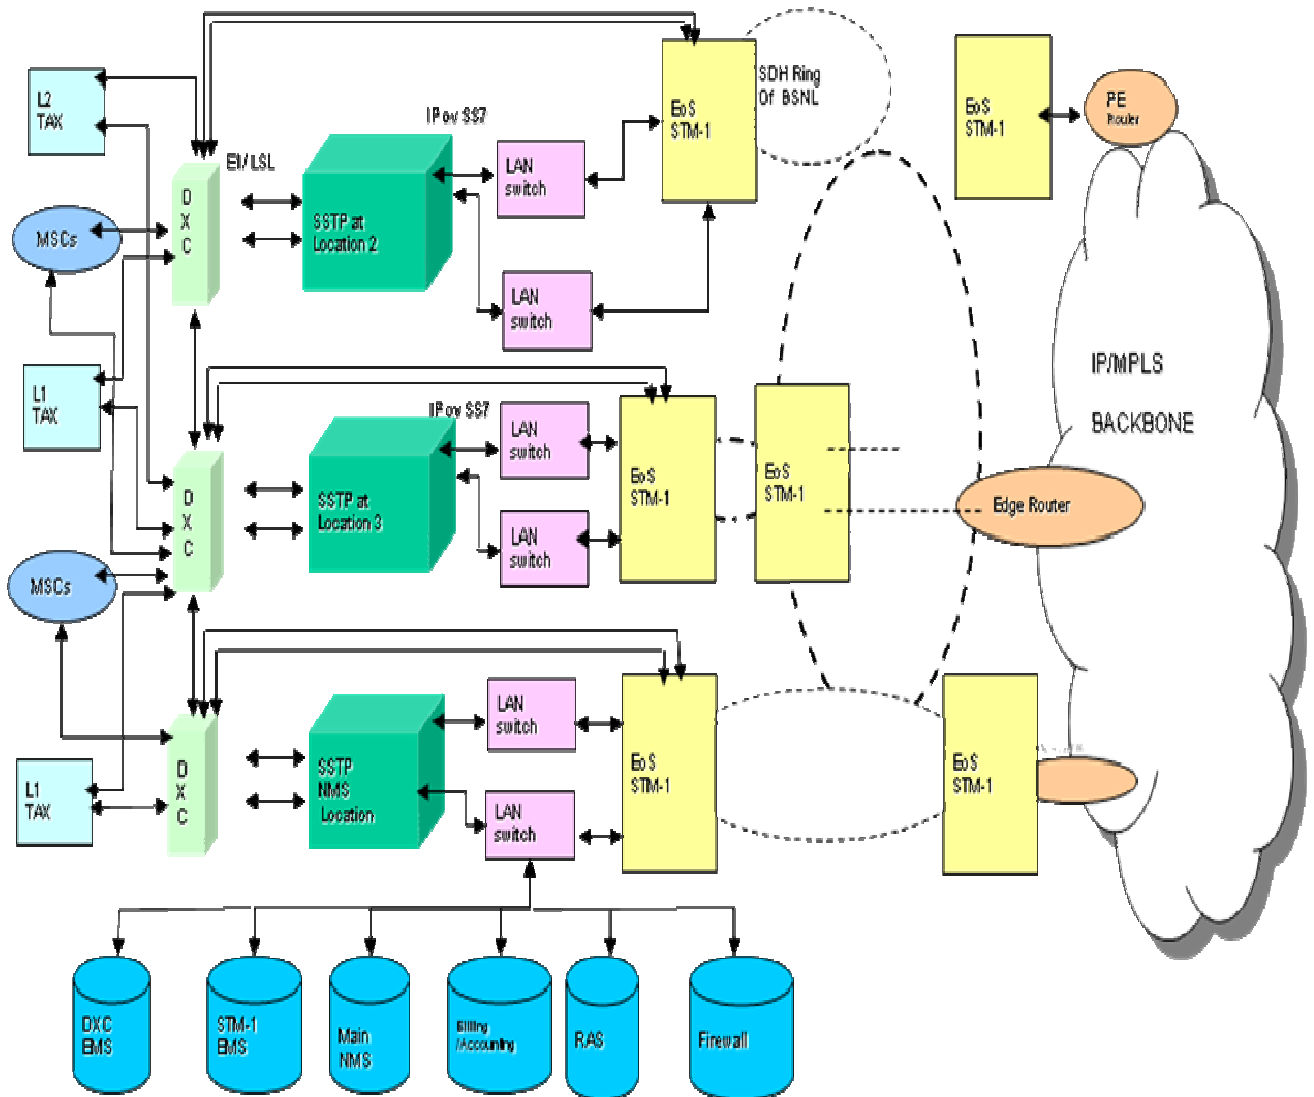 L2
TAX
IP ov SS7
E1/ LSL
D
X
C
SSTP at
Location 2
LAN
switch
EoS
STM-1
SDH Ring
Of BSNL
EoS
STM-1
PE
Router
MSCs
LAN
switch
L1
TAX
IP ov SS7
D
X
C
SSTP at
Location 3
LAN
switch
LAN
switch
EoS
STM-1
EoS
STM-1
IP/MPLS
BACKBONE
Edge Router
MSCs
L1
TAX
D
X
C
SSTP
NMS
Location
LAN
switch
LAN
switch
EoS
STM-1
EoS
STM-1
DXC
EMS
STM-1
EMS
Main
NMS
Billing
/Accounting
RAS
Firewall